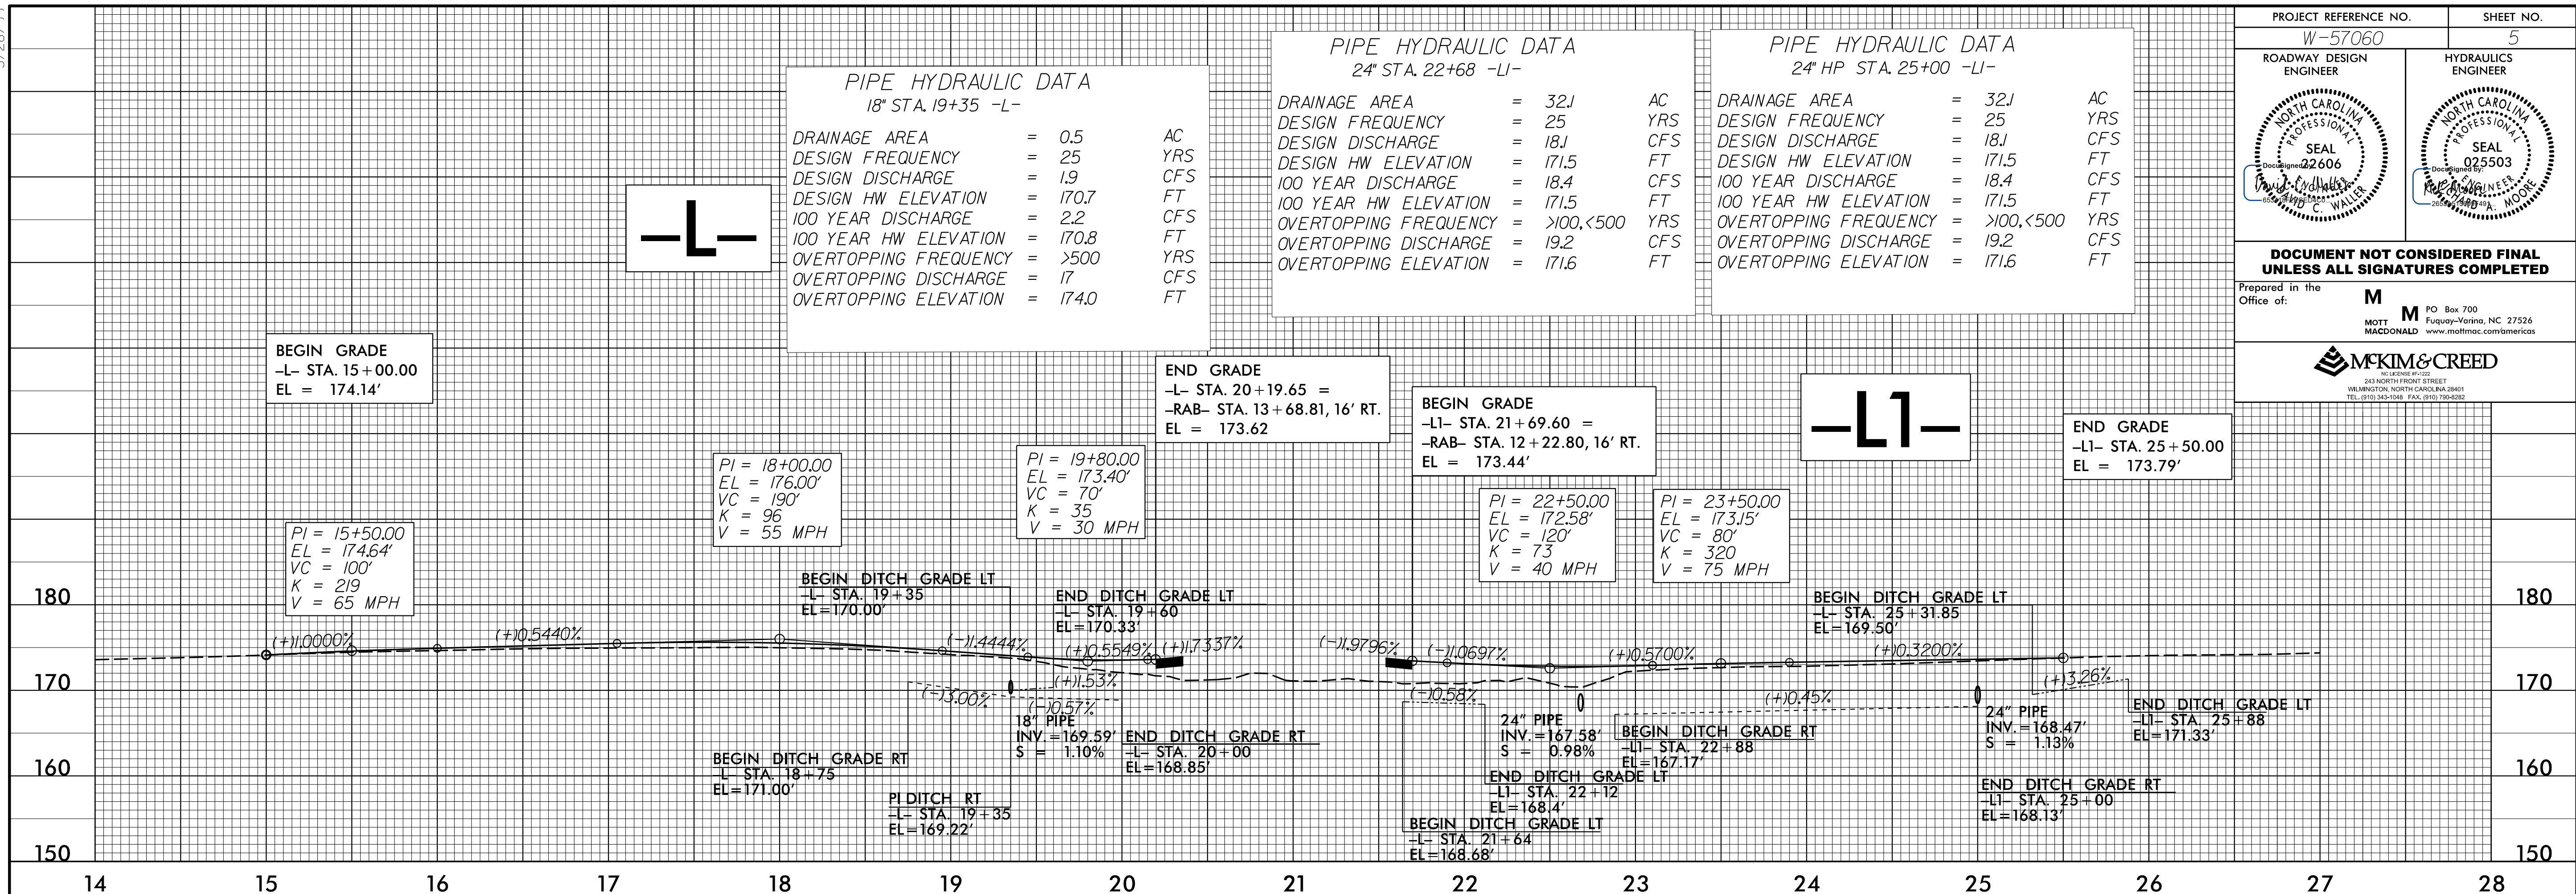 PROJECT REFERENCE NO.
SHEET NO.
W-5706O
5
ROADWAY DESIGN
ENGINEER
HYDRAULICS
ENGINEER
NORTH CAROLINA
PROFESSIONAL
SEAL
22606
ENGINEER
C. WALLER
DocuSigned by:
NORTH CAROLINA
PROFESSIONAL
SEAL
025503
ENGINEER
RICHARD A. MOORE
DocuSigned by:
DOCUMENT NOT CONSIDERED FINAL
UNLESS ALL SIGNATURES COMPLETED
Prepared in the
Office of:
M
M
MOTT
MACDONALD
PO Box 700
Fuquay-Varina, NC 27526
www.mottmac.com/americas
McKIM&CREED
NC LICENSE #F-1222
243 NORTH FRONT STREET
WILMINGTON, NORTH CAROLINA 28401
TEL. (910) 343-1048 FAX. (910) 790-8282
PIPE HYDRAULIC DATA
18" STA. 19+35 -L-
DRAINAGE AREA = 0.5 AC
DESIGN FREQUENCY = 25 YRS
DESIGN DISCHARGE = 1.9 CFS
DESIGN HW ELEVATION = 170.7 FT
100 YEAR DISCHARGE = 2.2 CFS
100 YEAR HW ELEVATION = 170.8 FT
OVERTOPPING FREQUENCY = >500 YRS
OVERTOPPING DISCHARGE = 17 CFS
OVERTOPPING ELEVATION = 174.0 FT
PIPE HYDRAULIC DATA
24" STA. 22+68 -L1-
DRAINAGE AREA = 32.1 AC
DESIGN FREQUENCY = 25 YRS
DESIGN DISCHARGE = 18.1 CFS
DESIGN HW ELEVATION = 171.5 FT
100 YEAR DISCHARGE = 18.4 CFS
100 YEAR HW ELEVATION = 171.5 FT
OVERTOPPING FREQUENCY = >100,<500 YRS
OVERTOPPING DISCHARGE = 19.2 CFS
OVERTOPPING ELEVATION = 171.6 FT
PIPE HYDRAULIC DATA
24" HP STA. 25+00 -L1-
DRAINAGE AREA = 32.1 AC
DESIGN FREQUENCY = 25 YRS
DESIGN DISCHARGE = 18.1 CFS
DESIGN HW ELEVATION = 171.5 FT
100 YEAR DISCHARGE = 18.4 CFS
100 YEAR HW ELEVATION = 171.5 FT
OVERTOPPING FREQUENCY = >100,<500 YRS
OVERTOPPING DISCHARGE = 19.2 CFS
OVERTOPPING ELEVATION = 171.6 FT
-L-
-L1-
BEGIN GRADE
-L- STA. 15+00.00
EL = 174.14'
END GRADE
-L- STA. 20+19.65 =
-RAB- STA. 13+68.81, 16' RT.
EL = 173.62
BEGIN GRADE
-L1- STA. 21+69.60 =
-RAB- STA. 12+22.80, 16' RT.
EL = 173.44'
END GRADE
-L1- STA. 25+50.00
EL = 173.79'
PI = 15+50.00
EL = 174.64'
VC = 100'
K = 219
V = 65 MPH
PI = 18+00.00
EL = 176.00'
VC = 190'
K = 96
V = 55 MPH
PI = 19+80.00
EL = 173.40'
VC = 70'
K = 35
V = 30 MPH
PI = 22+50.00
EL = 172.58'
VC = 120'
K = 73
V = 40 MPH
PI = 23+50.00
EL = 173.15'
VC = 80'
K = 320
V = 75 MPH
BEGIN DITCH GRADE LT
-L- STA. 19+35
EL=170.00'
END DITCH GRADE LT
-L- STA. 19+60
EL=170.33'
BEGIN DITCH GRADE LT
-L- STA. 25+31.85
EL=169.50'
(+)1.0000%
(+)0.5440%
(-)1.4444%
(+)0.5549%
(+)1.7337%
(-)1.9796%
(-)1.0697%
(+)0.5700%
(+)0.3200%
(-)3.00%
(+)1.53%
(-)0.57%
(-)0.58%
(+)0.45%
(+)3.26%
18" PIPE
INV.=169.59'
S = 1.10%
24" PIPE
INV.=167.58'
S = 0.98%
24" PIPE
INV.=168.47'
S = 1.13%
BEGIN DITCH GRADE RT
-L- STA. 18+75
EL=171.00'
PI DITCH RT
-L- STA. 19+35
EL=169.22'
END DITCH GRADE RT
-L- STA. 20+00
EL=168.85'
BEGIN DITCH GRADE LT
-L- STA. 21+64
EL=168.68'
END DITCH GRADE LT
-L1- STA. 22+12
EL=168.4'
BEGIN DITCH GRADE RT
-L1- STA. 22+88
EL=167.17'
END DITCH GRADE RT
-L1- STA. 25+00
EL=168.13'
END DITCH GRADE LT
-L1- STA. 25+88
EL=171.33'
180
170
160
150
180
170
160
150
14 15 16 17 18 19 20 21 22 23 24 25 26 27 28